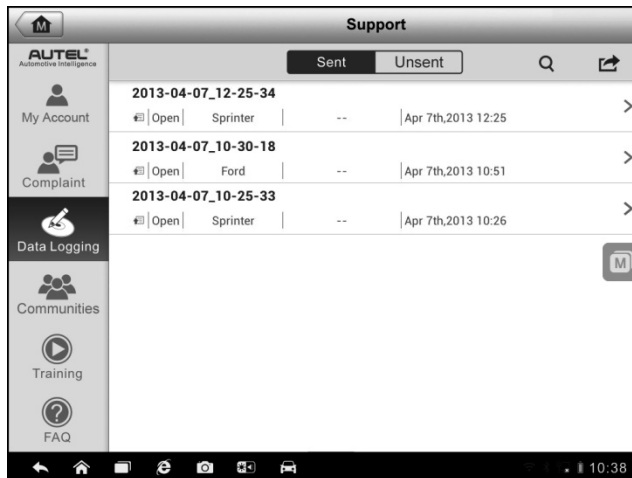 M
Support
AUTEL®
Automotive Intelligence
Sent
Unsent
My Account
Complaint
Data Logging
Communities
Training
FAQ
2013-04-07_12-25-34
Open Sprinter -- Apr 7th,2013 12:25
2013-04-07_10-30-18
Open Ford -- Apr 7th,2013 10:51
2013-04-07_10-25-33
Open Sprinter -- Apr 7th,2013 10:26
M
10:38